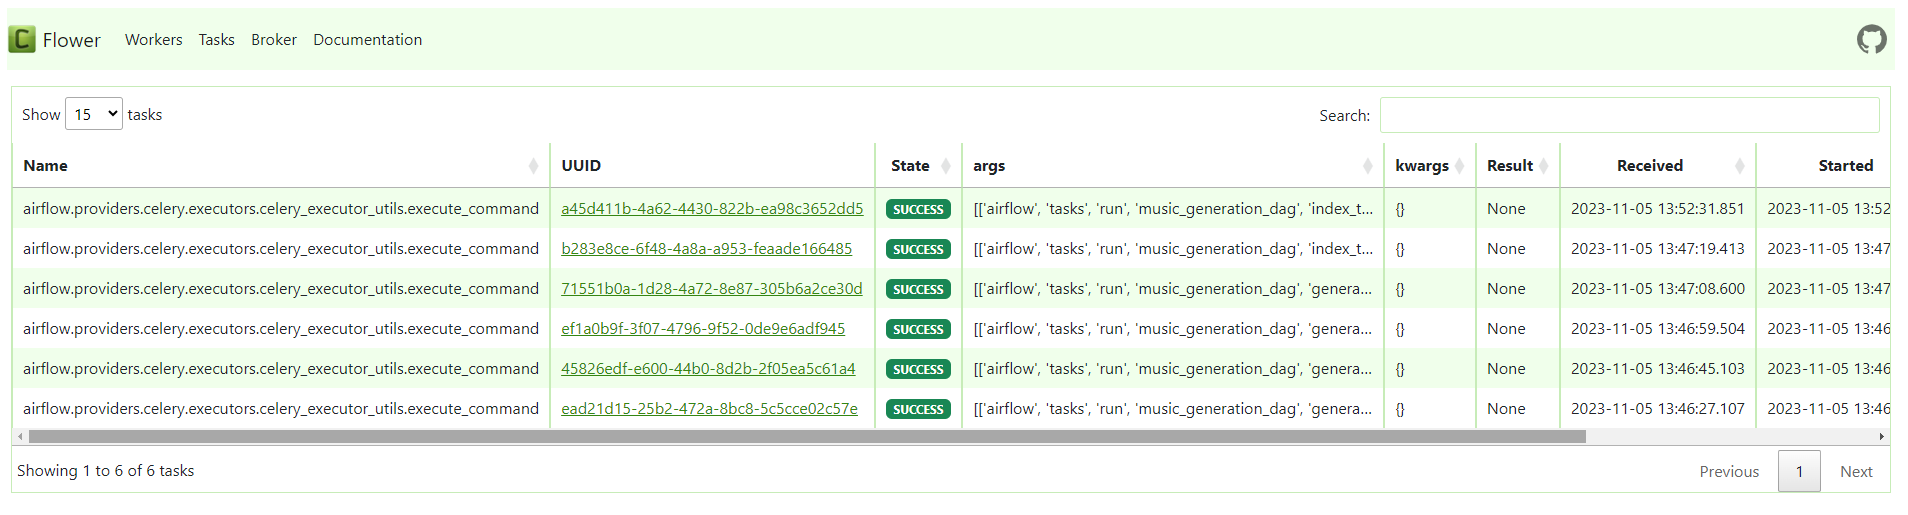 C Flower Workers Tasks Broker Documentation
Show 15 tasks Search:
Name UUID State args kwargs Result Received Started
airflow.providers.celery.executors.celery_executor_utils.execute_command a45d411b-4a62-4430-822b-ea98c3652dd5 SUCCESS [['airflow', 'tasks', 'run', 'music_generation_dag', 'index_t... {} None 2023-11-05 13:52:31.851 2023-11-05 13:52
airflow.providers.celery.executors.celery_executor_utils.execute_command b283e8ce-6f48-4a8a-a953-feaade166485 SUCCESS [['airflow', 'tasks', 'run', 'music_generation_dag', 'index_t... {} None 2023-11-05 13:47:19.413 2023-11-05 13:47
airflow.providers.celery.executors.celery_executor_utils.execute_command 71551b0a-1d28-4a72-8e87-305b6a2ce30d SUCCESS [['airflow', 'tasks', 'run', 'music_generation_dag', 'genera... {} None 2023-11-05 13:47:08.600 2023-11-05 13:47
airflow.providers.celery.executors.celery_executor_utils.execute_command ef1a0b9f-3f07-4796-9f52-0de9e6adf945 SUCCESS [['airflow', 'tasks', 'run', 'music_generation_dag', 'genera... {} None 2023-11-05 13:46:59.504 2023-11-05 13:46
airflow.providers.celery.executors.celery_executor_utils.execute_command 45826edf-e600-44b0-8d2b-2f05ea5c61a4 SUCCESS [['airflow', 'tasks', 'run', 'music_generation_dag', 'genera... {} None 2023-11-05 13:46:45.103 2023-11-05 13:46
airflow.providers.celery.executors.celery_executor_utils.execute_command ead21d15-25b2-472a-8bc8-5c5cce02c57e SUCCESS [['airflow', 'tasks', 'run', 'music_generation_dag', 'genera... {} None 2023-11-05 13:46:27.107 2023-11-05 13:46
Showing 1 to 6 of 6 tasks Previous 1 Next